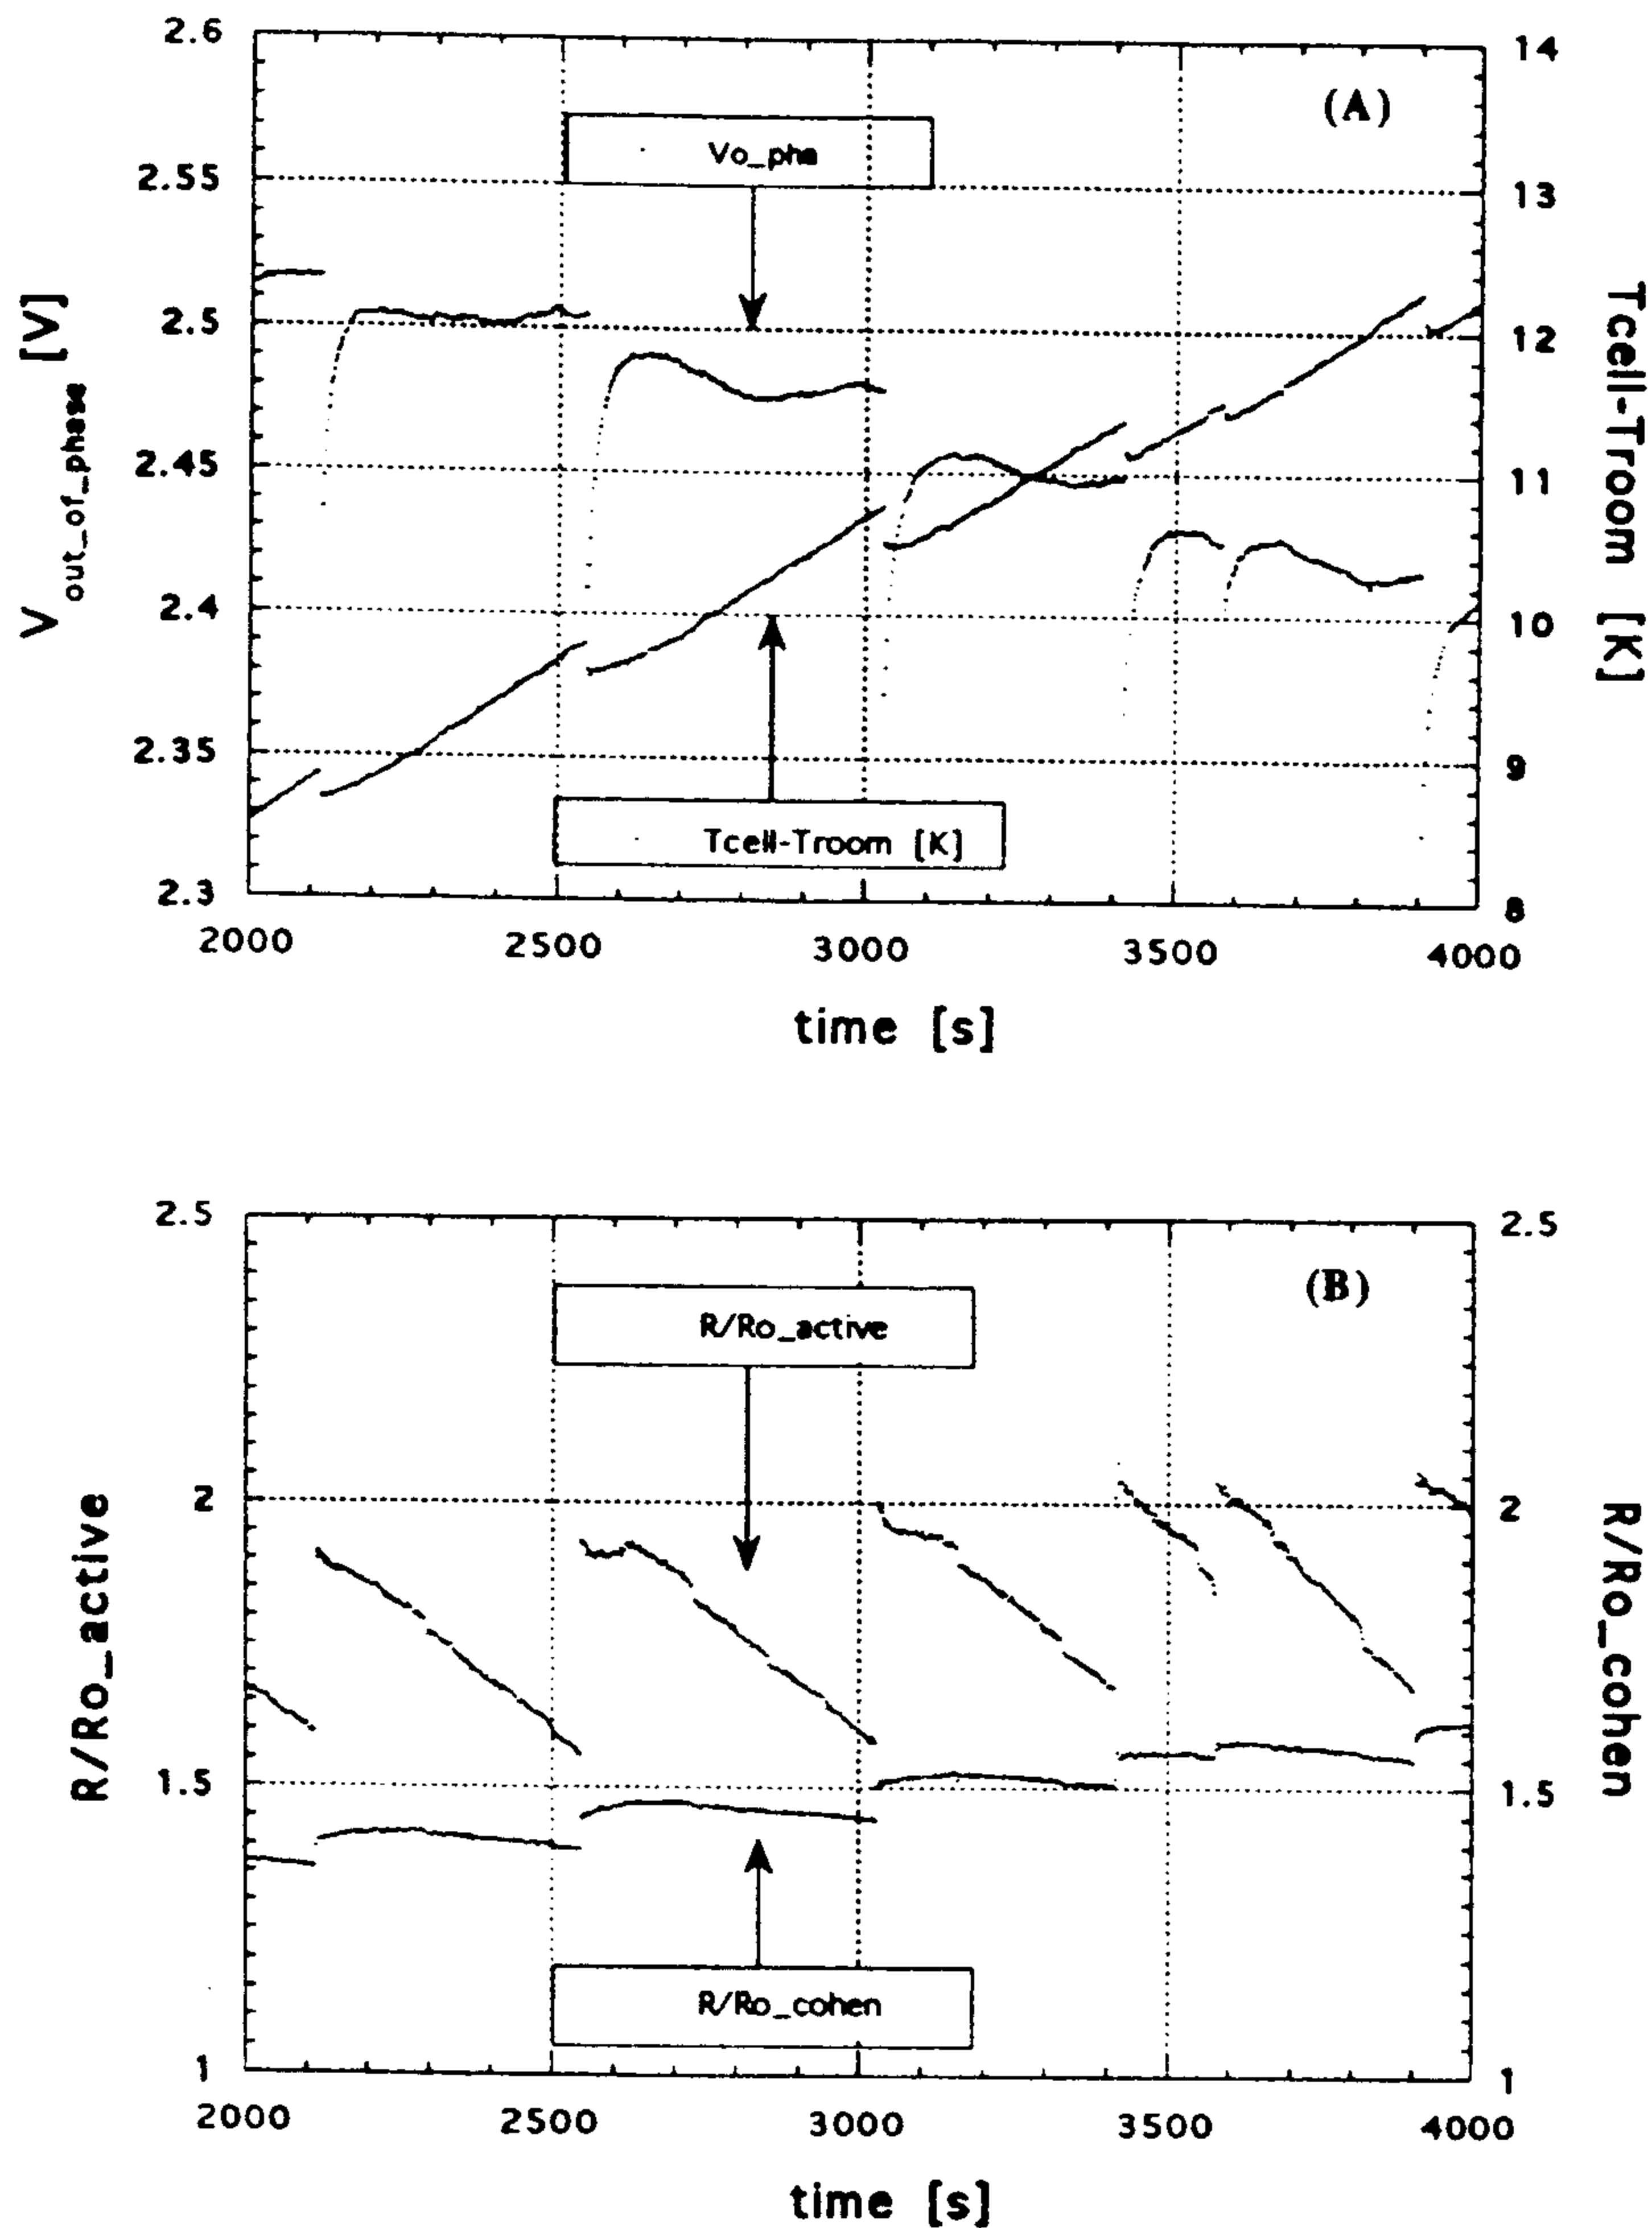 2.6
14
(A)
Vo_pha
2.55
13
2.5
12
V out_of_phase [V]
Tcell-Troom [K]
2.45
11
2.4
10
2.35
9
Tcell-Troom [K]
2.3
8
2000
2500
3000
3500
4000
time [s]
2.5
2.5
(B)
R/Ro_active
2
2
R/Ro_active
R/Ro_cohen
1.5
1.5
R/Ro_cohen
1
1
2000
2500
3000
3500
4000
time [s]